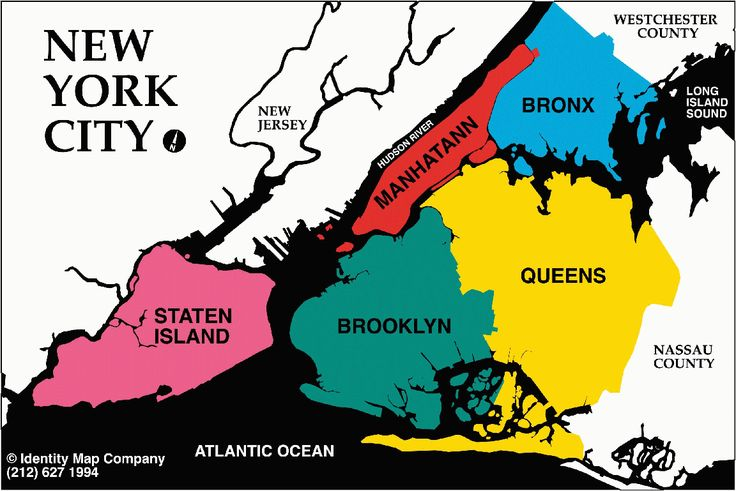 NEW
YORK
CITY
N
WESTCHESTER
COUNTY
LONG
ISLAND
SOUND
NEW
JERSEY
HUDSON RIVER
MANHATANN
BRONX
QUEENS
BROOKLYN
STATEN
ISLAND
NASSAU
COUNTY
ATLANTIC OCEAN
© Identity Map Company
(212) 627 1994